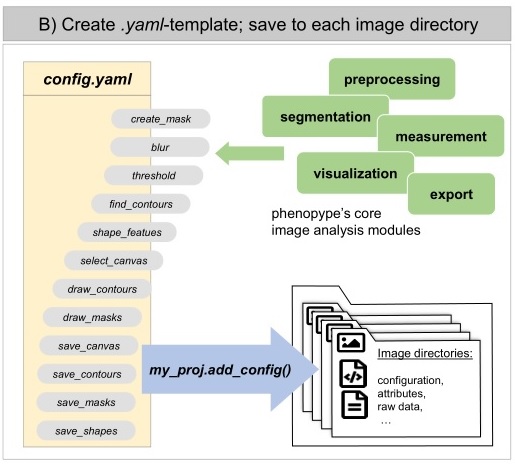 B) Create .yaml-template; save to each image directory
config.yaml
create_mask
blur
threshold
find_contours
shape_featues
select_canvas
draw_contours
draw_masks
save_canvas
save_contours
save_masks
save_shapes
preprocessing
segmentation
measurement
visualization
export
phenopype's core
image analysis modules
my_proj.add_config()
Image directories:
configuration,
attributes,
raw data,
...